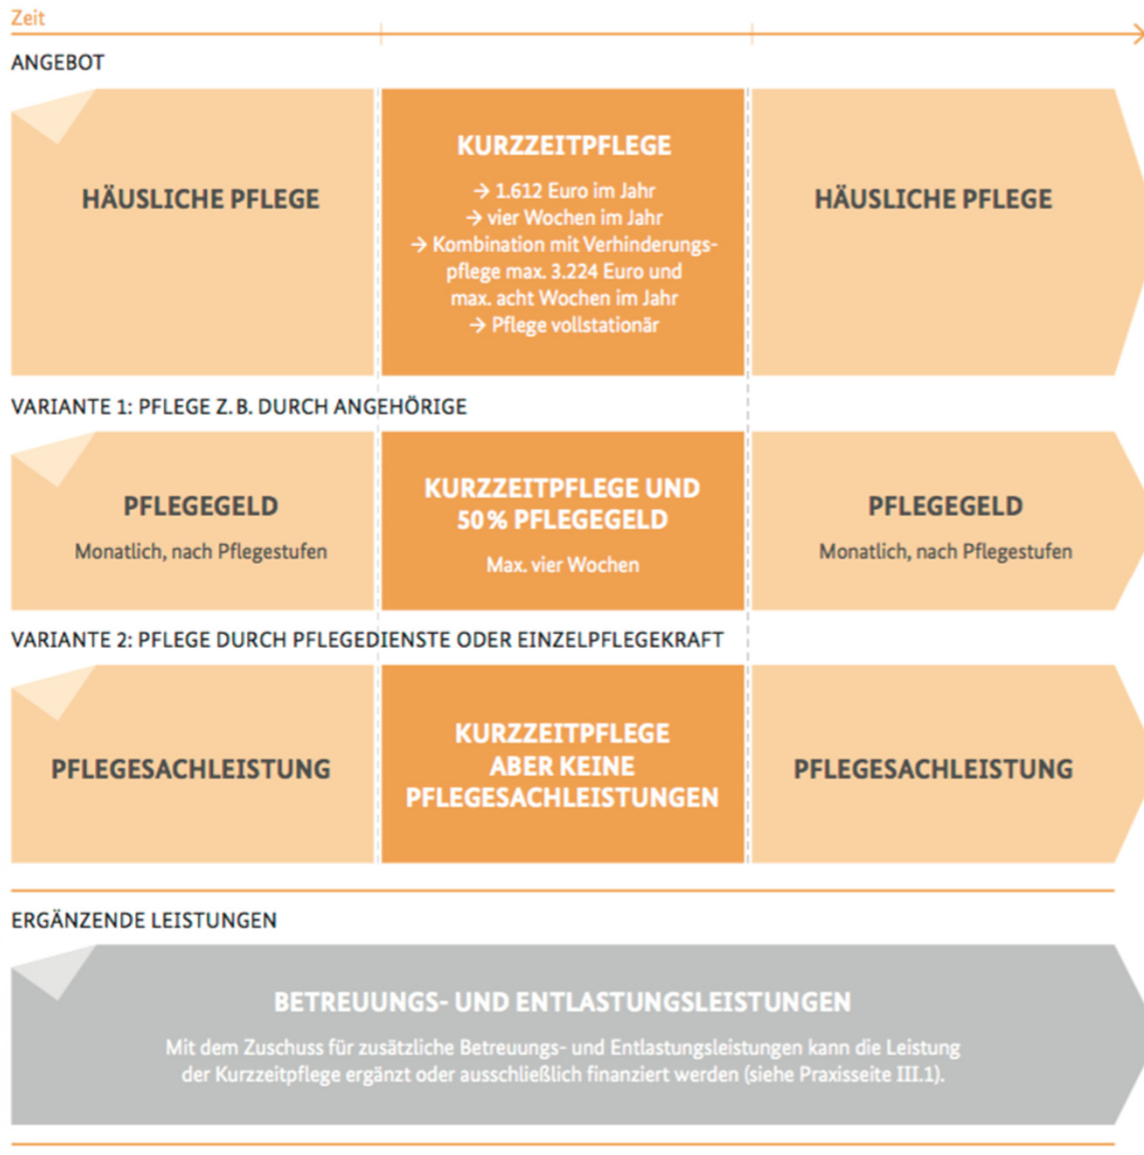 Zeit
ANGEBOT
HÄUSLICHE PFLEGE
KURZZEITPFLEGE
→ 1.612 Euro im Jahr
→ vier Wochen im Jahr
→ Kombination mit Verhinderungs-
pflege max. 3.224 Euro und
max. acht Wochen im Jahr
→ Pflege vollstationär
HÄUSLICHE PFLEGE
VARIANTE 1: PFLEGE Z. B. DURCH ANGEHÖRIGE
PFLEGEGELD
Monatlich, nach Pflegestufen
KURZZEITPFLEGE UND
50 % PFLEGEGELD
Max. vier Wochen
PFLEGEGELD
Monatlich, nach Pflegestufen
VARIANTE 2: PFLEGE DURCH PFLEGEDIENSTE ODER EINZELPFLEGEKRAFT
PFLEGESACHLEISTUNG
KURZZEITPFLEGE
ABER KEINE
PFLEGESACHLEISTUNGEN
PFLEGESACHLEISTUNG
ERGÄNZENDE LEISTUNGEN
BETREUUNGS- UND ENTLASTUNGSLEISTUNGEN
Mit dem Zuschuss für zusätzliche Betreuungs- und Entlastungsleistungen kann die Leistung
der Kurzzeitpflege ergänzt oder ausschließlich finanziert werden (siehe Praxisseite III.1).